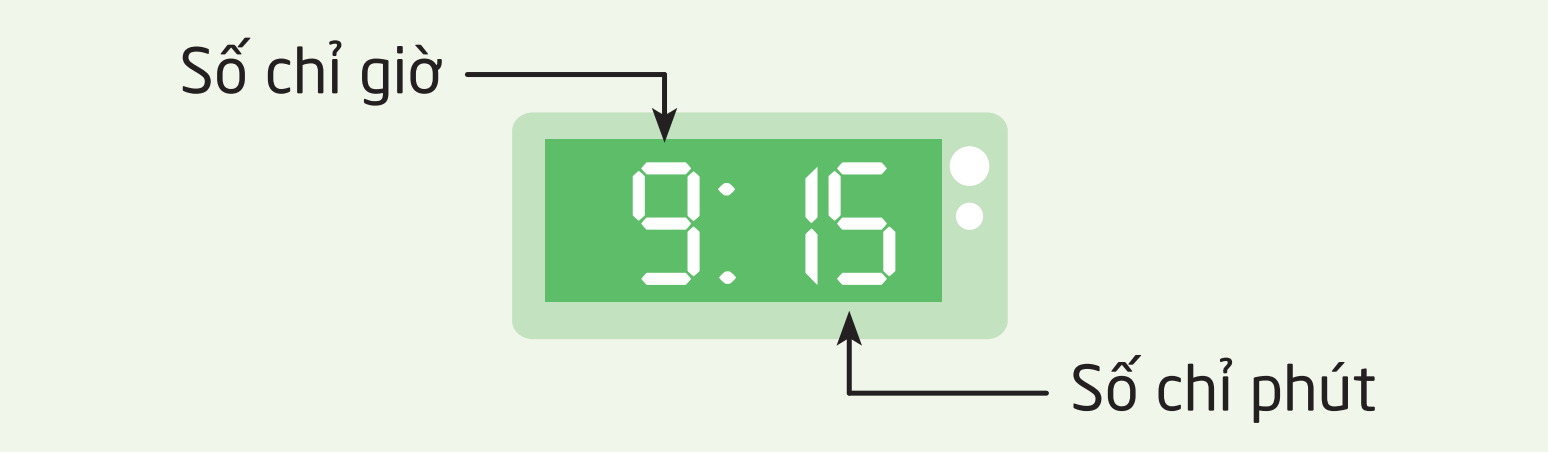 Số chỉ giờ
9:15
Số chỉ phút